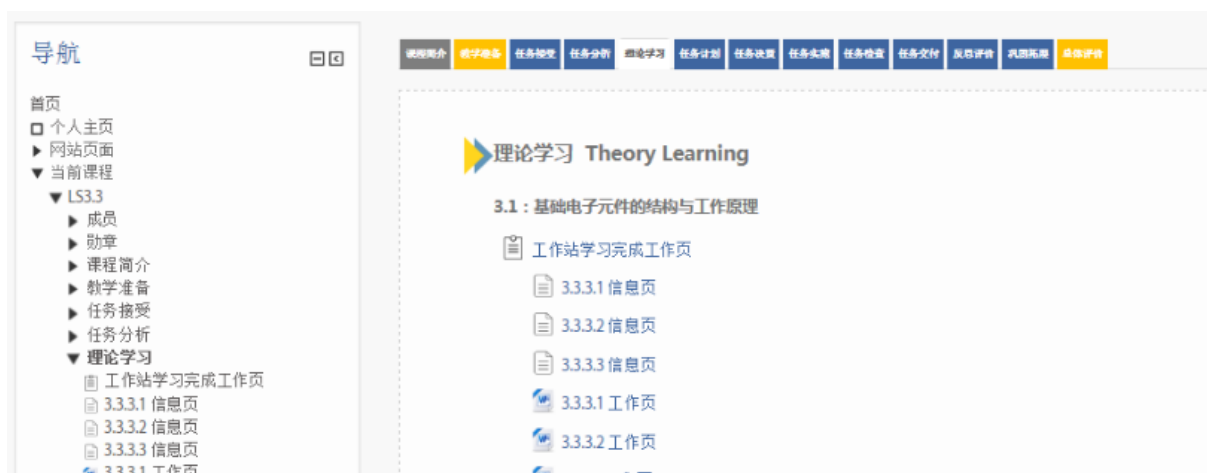 导航
首页
个人主页
网站页面
当前课程
LS3.3
成员
勋章
课程简介
教学准备
任务接受
任务分析
理论学习
工作站学习完成工作页
3.3.3.1 信息页
3.3.3.2 信息页
3.3.3.3 信息页
3.3.3.1 工作页
课程简介 教学准备 任务接受 任务分析 理论学习 任务计划 任务决策 任务实施 任务检查 任务交付 反思评价 巩固拓展 总体评价
理论学习 Theory Learning
3.1：基础电子元件的结构与工作原理
工作站学习完成工作页
3.3.3.1 信息页
3.3.3.2 信息页
3.3.3.3 信息页
3.3.3.1 工作页
3.3.3.2 工作页